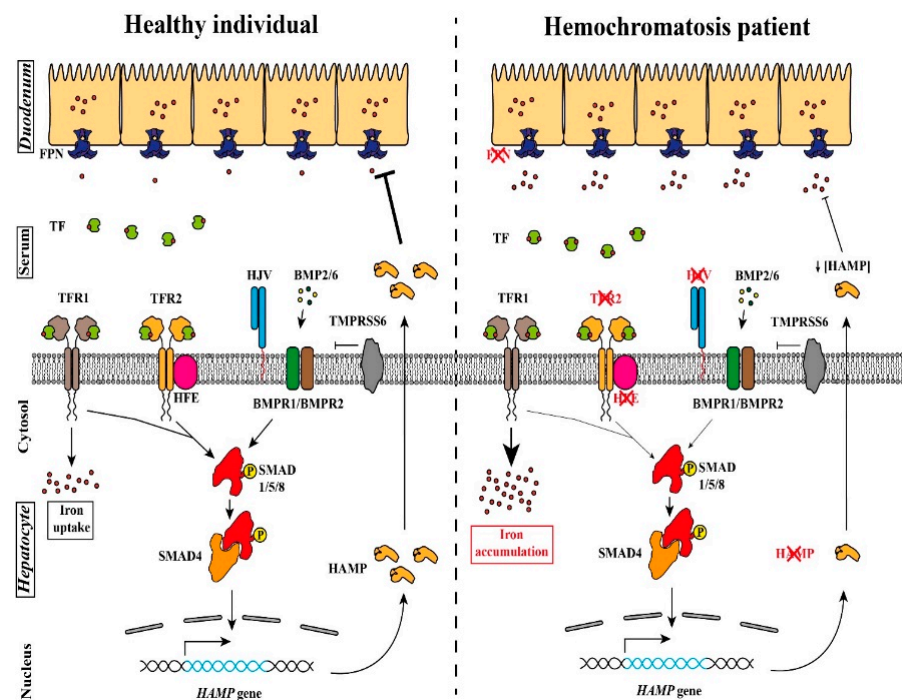 Healthy individual
Duodenum
FPN
Serum
TF
HJV
BMP2/6
TFR1
TFR2
TMPRSS6
HFE
BMPR1/BMPR2
Cytosol
P
SMAD
1/5/8
Iron
uptake
Hepatocyte
SMAD4
P
HAMP
Nucleus
HAMP gene
Hemochromatosis patient
FPN
TF
↓ [HAMP]
HJV
BMP2/6
TFR1
TFR2
TMPRSS6
HFE
BMPR1/BMPR2
P
SMAD
1/5/8
Iron
accumulation
SMAD4
P
HAMP
HAMP gene